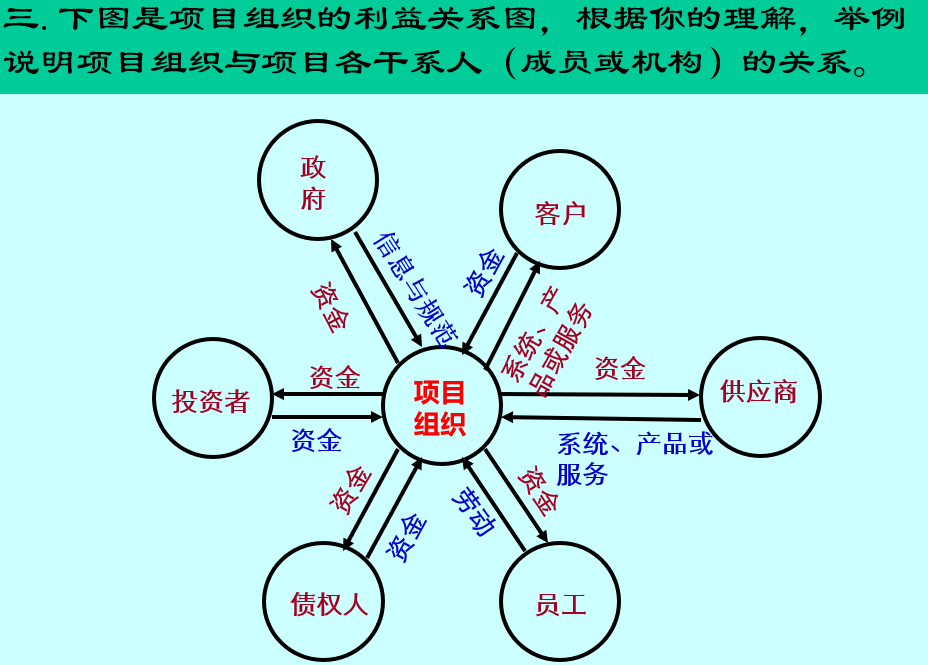 三. 下图是项目组织的利益关系图，根据你的理解，举例
说明项目组织与项目各干系人（成员或机构）的关系。
政
府
客户
信息与规范
资金
资金
系统、产
品或服务
资金
资金
投资者
项目
组织
供应商
资金
系统、产品或
服务
资金
资金
劳动
资金
债权人
员工